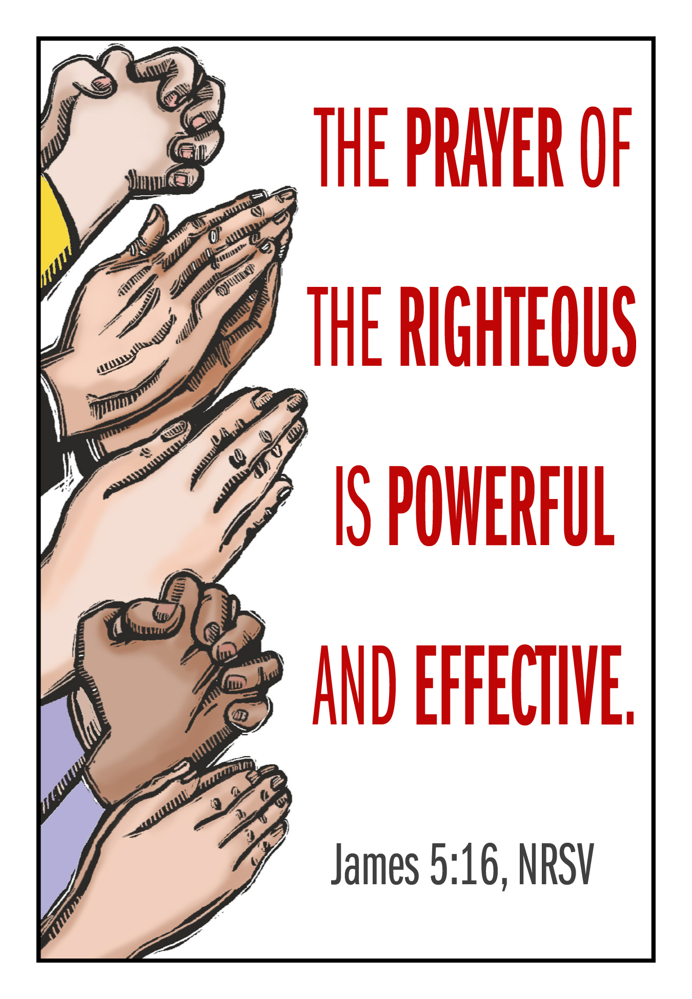 THE PRAYER OF
THE RIGHTEOUS
IS POWERFUL
AND EFFECTIVE.
James 5:16, NRSV